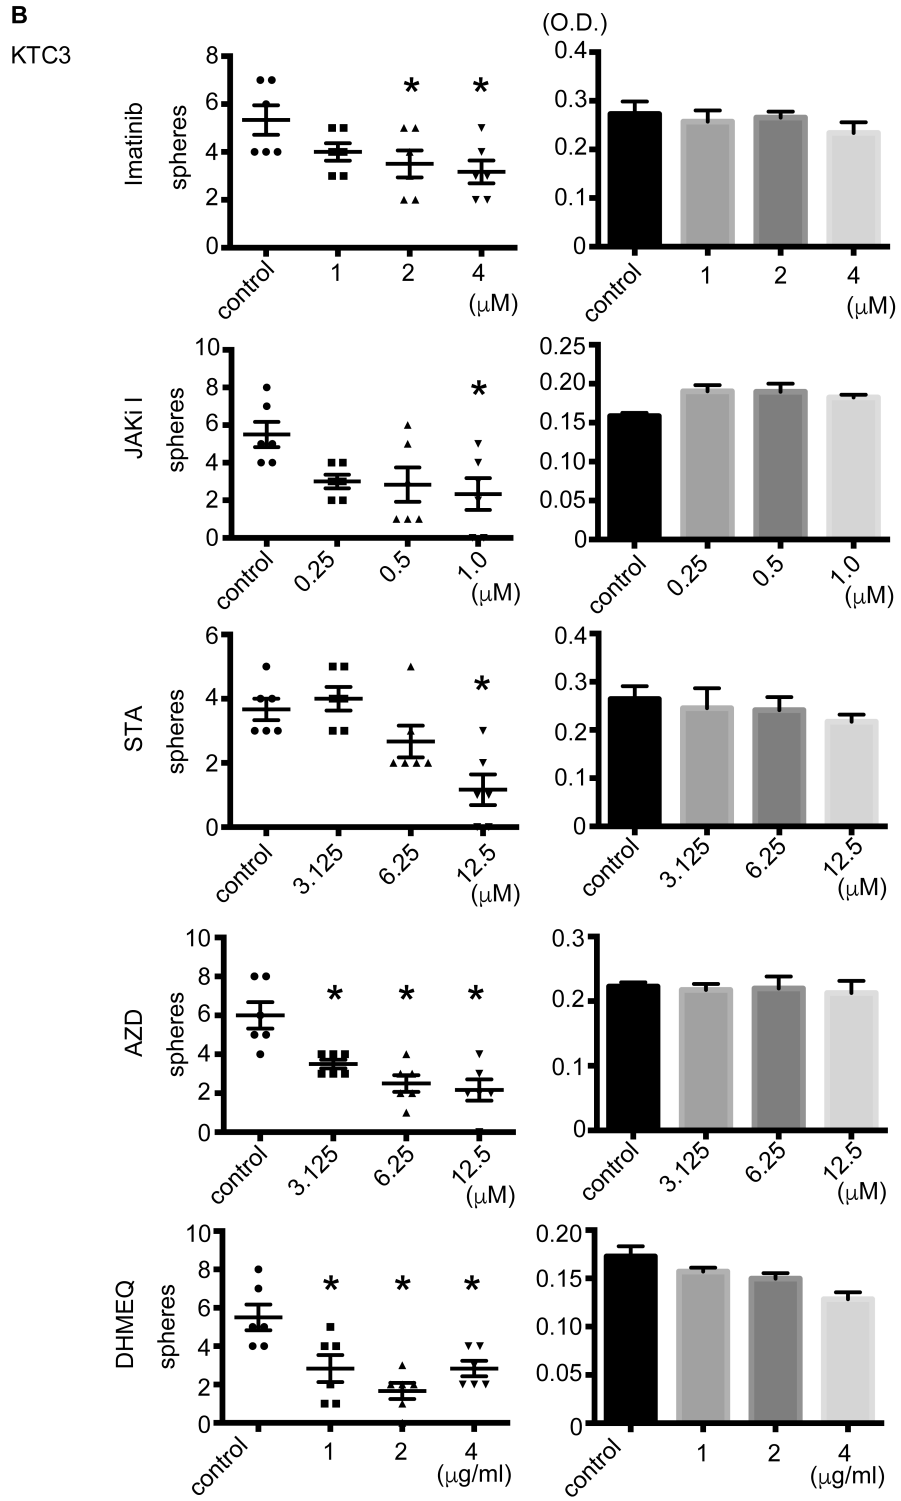 B
KTC3
Imatinib
spheres
8
6
4
2
0
* *
control 1 2 4
(μM)
(O.D.)
0.4
0.3
0.2
0.1
0
control 1 2 4
(μM)
JAKi I
spheres
10
8
6
4
2
0
*
control 0.25 0.5 1.0
(μM)
0.25
0.20
0.15
0.10
0.05
0
control 0.25 0.5 1.0
(μM)
STA
spheres
6
4
2
0
*
control 3.125 6.25 12.5
(μM)
0.4
0.3
0.2
0.1
0
control 3.125 6.25 12.5
(μM)
AZD
spheres
10
8
6
4
2
0
* * *
control 3.125 6.25 12.5
(μM)
0.3
0.2
0.1
0
control 3.125 6.25 12.5
(μM)
DHMEQ
spheres
10
8
6
4
2
0
* * *
control 1 2 4
(μg/ml)
0.20
0.15
0.10
0.05
0
control 1 2 4
(μg/ml)